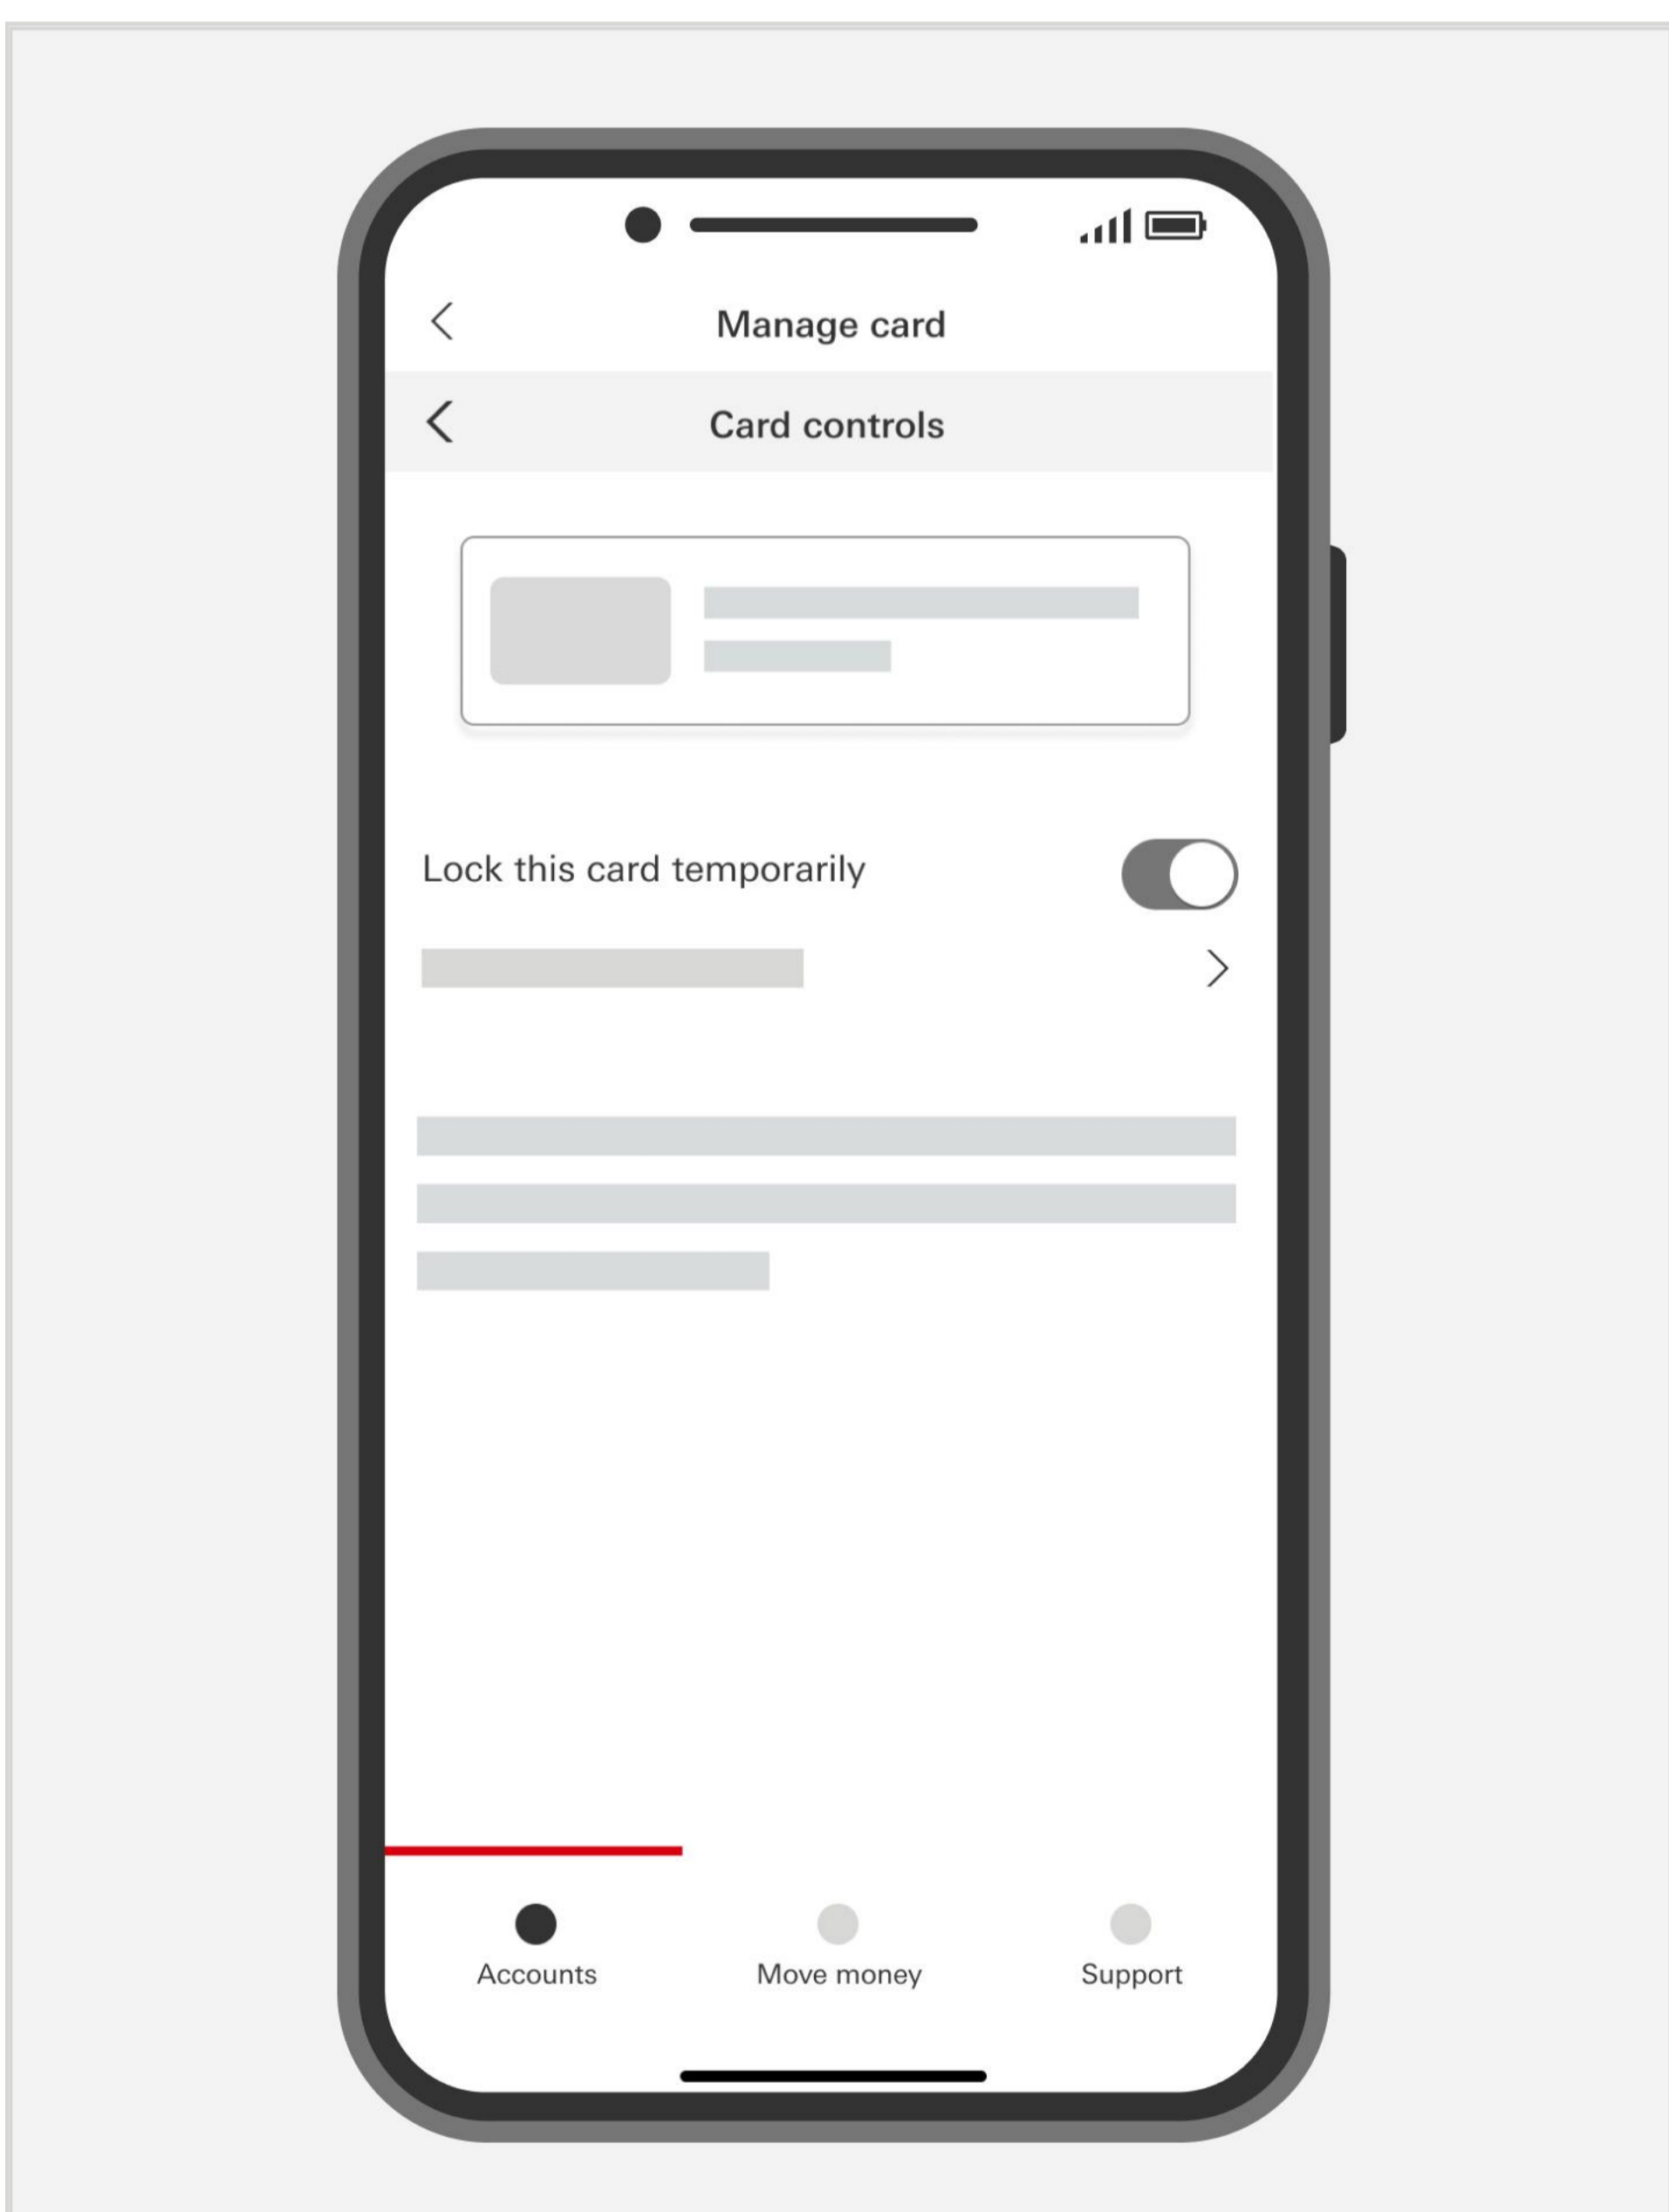 Manage card
Card controls
Lock this card temporarily
Accounts
Move money
Support